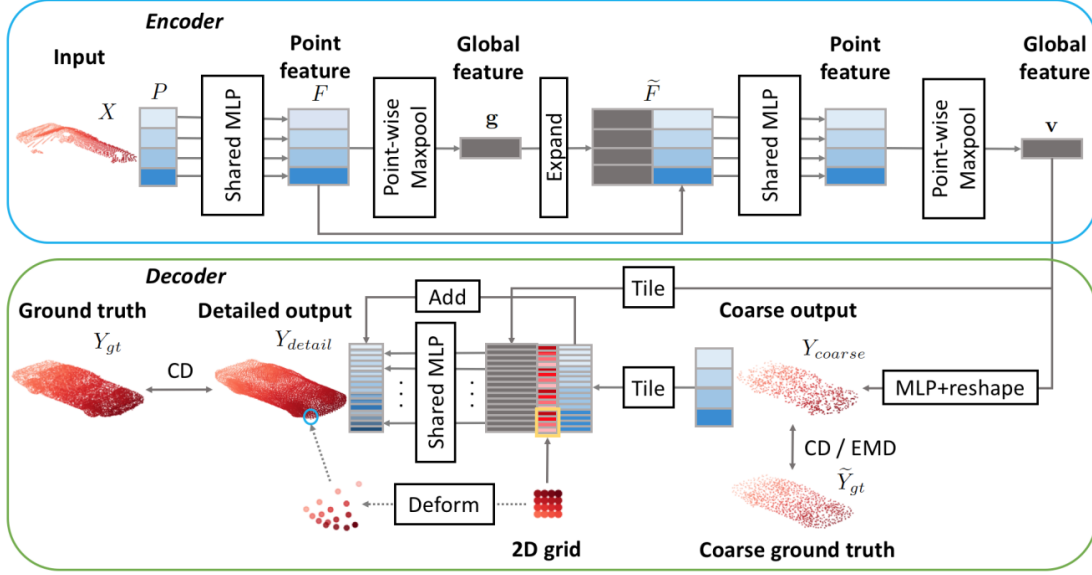 Encoder
Input
Point
feature
Global
feature
Point
feature
Global
feature
X
P
Shared MLP
F
Point-wise
Maxpool
g
Expand
F̃
Shared MLP
Point-wise
Maxpool
v
Decoder
Ground truth
Y_gt
CD
Detailed output
Y_detail
Add
Shared MLP
Tile
Tile
Coarse output
Y_coarse
MLP+reshape
CD / EMD
Ỹ_gt
Coarse ground truth
Deform
2D grid